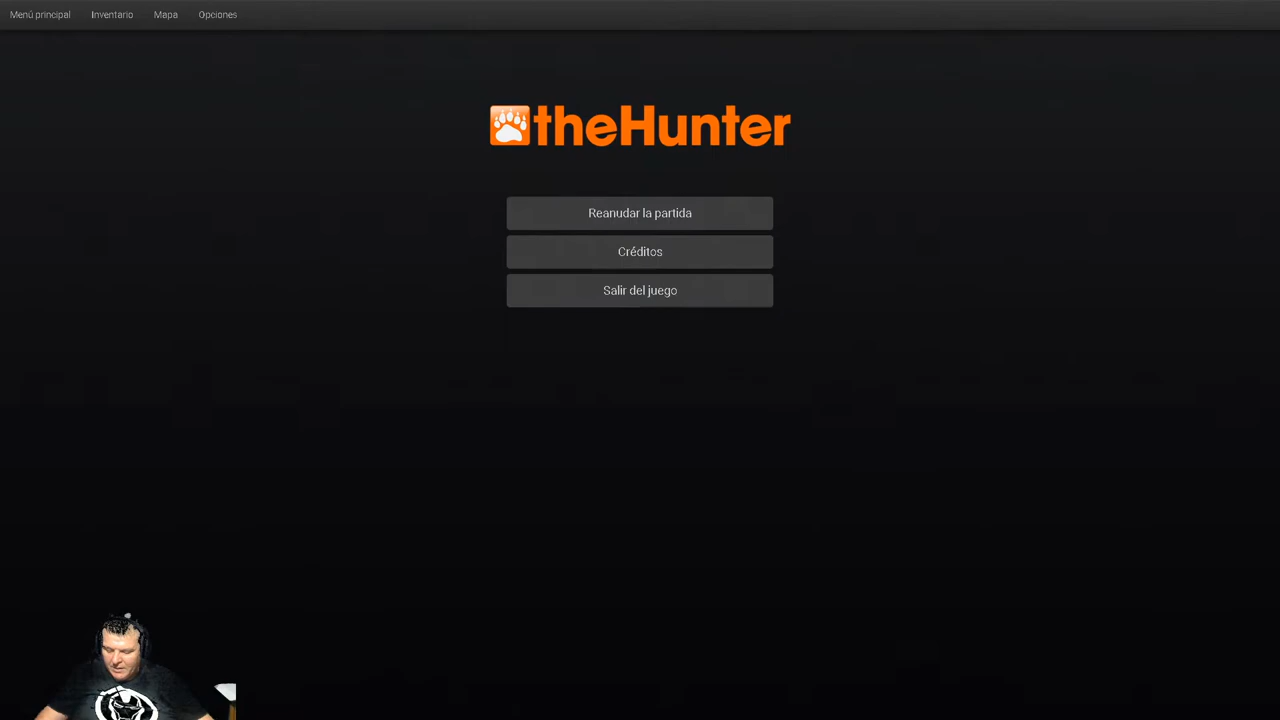 Menú principal
Inventario
Mapa
Opciones
theHunter
Reanudar la partida
Créditos
Salir del juego